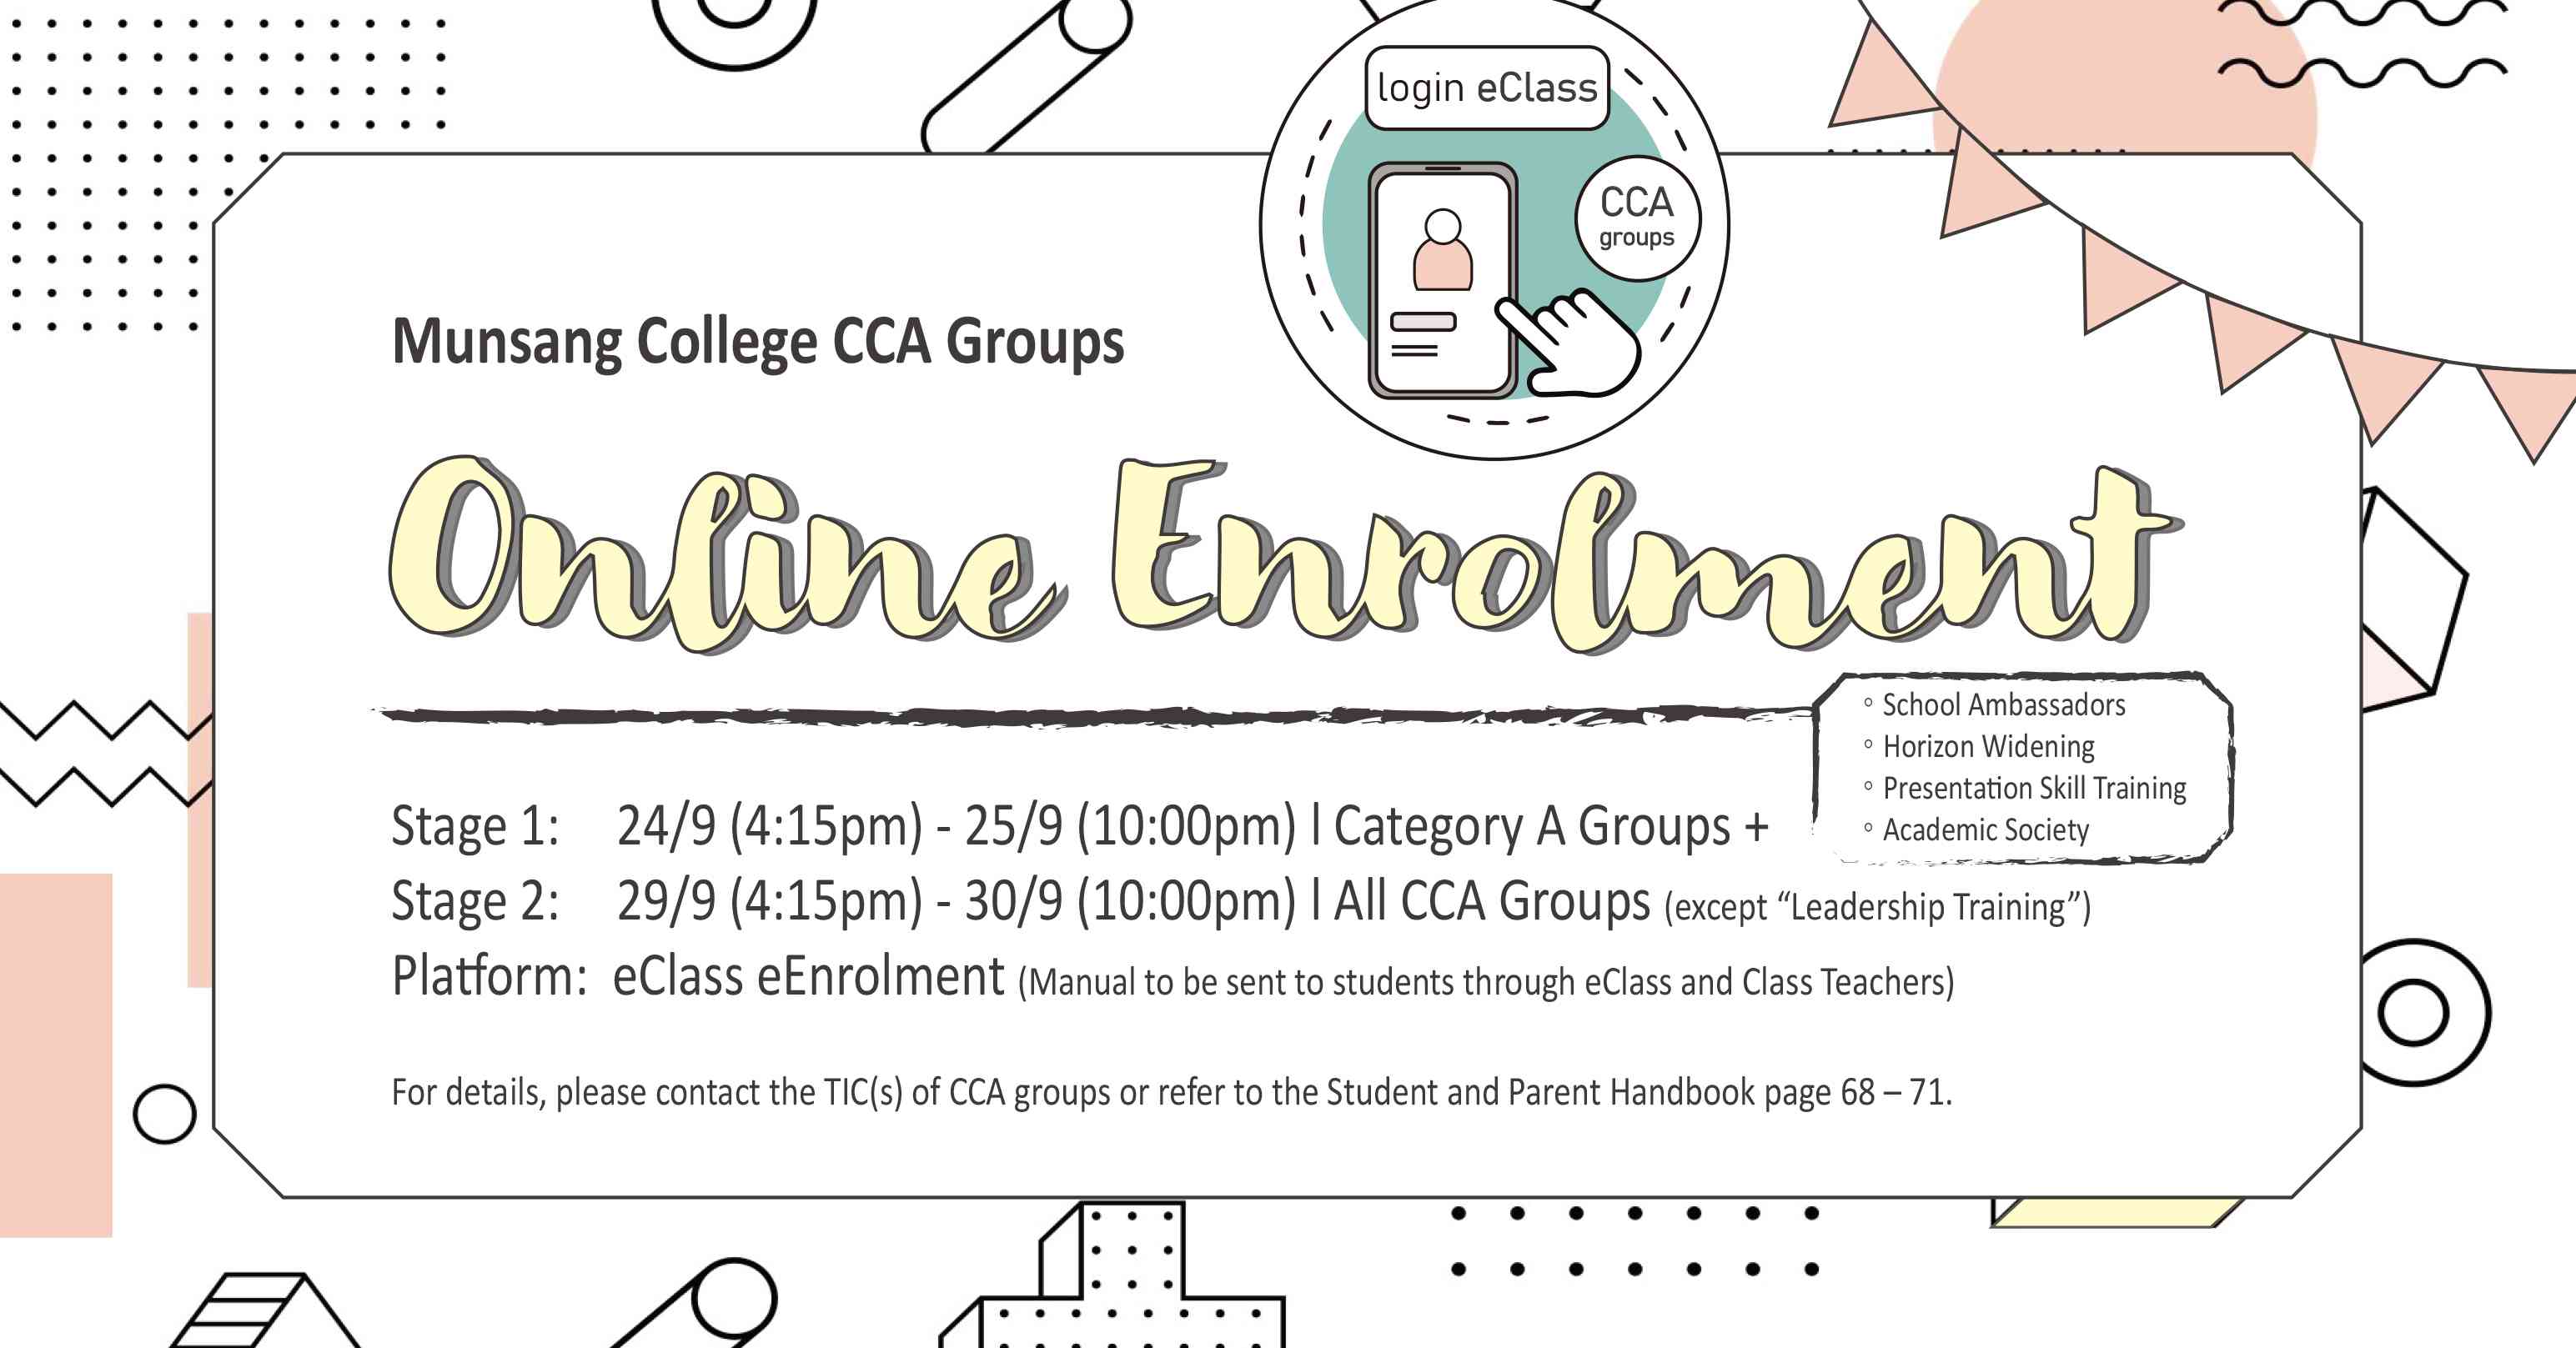 login eClass
CCA
groups
Munsang College CCA Groups
Online Enrolment
◦ School Ambassadors
◦ Horizon Widening
◦ Presentation Skill Training
◦ Academic Society
Stage 1: 24/9 (4:15pm) - 25/9 (10:00pm) l Category A Groups +
Stage 2: 29/9 (4:15pm) - 30/9 (10:00pm) l All CCA Groups (except “Leadership Training”)
Platform: eClass eEnrolment (Manual to be sent to students through eClass and Class Teachers)
For details, please contact the TIC(s) of CCA groups or refer to the Student and Parent Handbook page 68 – 71.